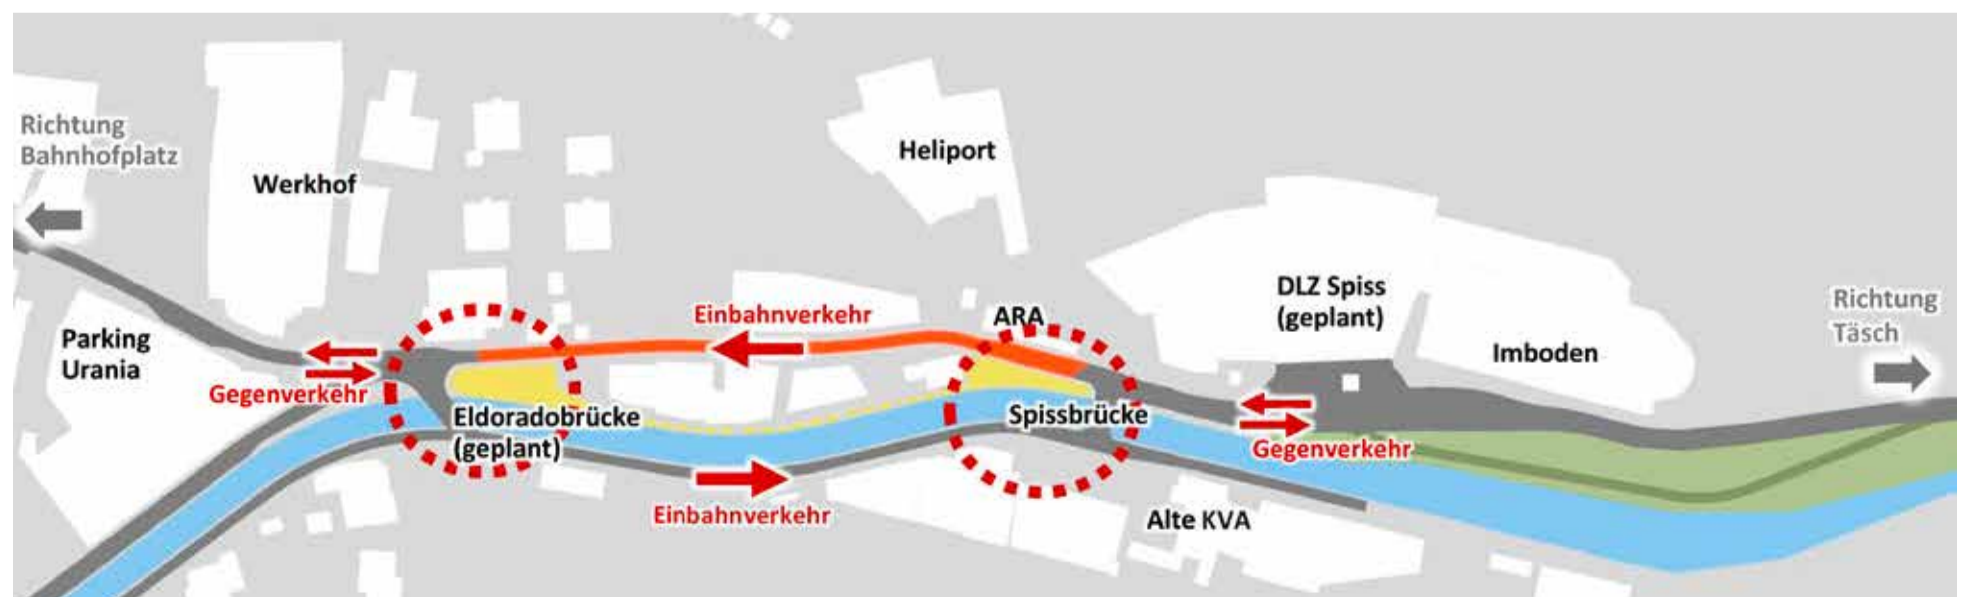 Richtung
Bahnhofplatz
Werkhof
Heliport
Parking
Urania
Einbahnverkehr
ARA
DLZ Spiss
(geplant)
Imboden
Richtung
Täsch
Gegenverkehr
Eldoradobrücke
(geplant)
Spissbrücke
Gegenverkehr
Einbahnverkehr
Alte KVA